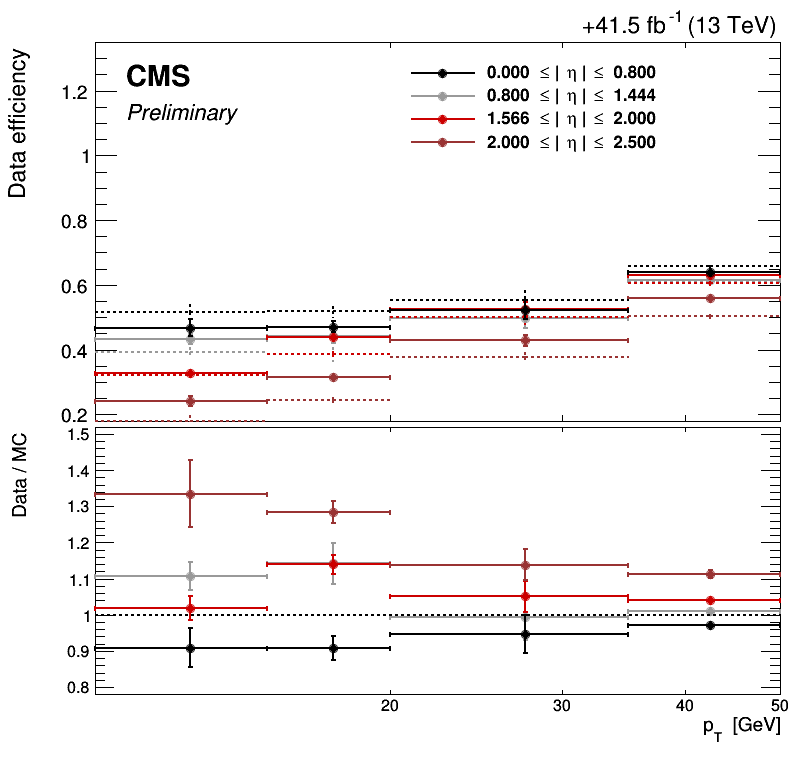 +41.5 fb⁻¹ (13 TeV)
CMS
Preliminary
0.000 ≤| η |≤ 0.800
0.800 ≤| η |≤ 1.444
1.566 ≤| η |≤ 2.000
2.000 ≤| η |≤ 2.500
Data efficiency
1.2
1
0.8
0.6
0.4
0.2
Data / MC
1.5
1.4
1.3
1.2
1.1
1
0.9
0.8
20 30 40 50
p_T [GeV]